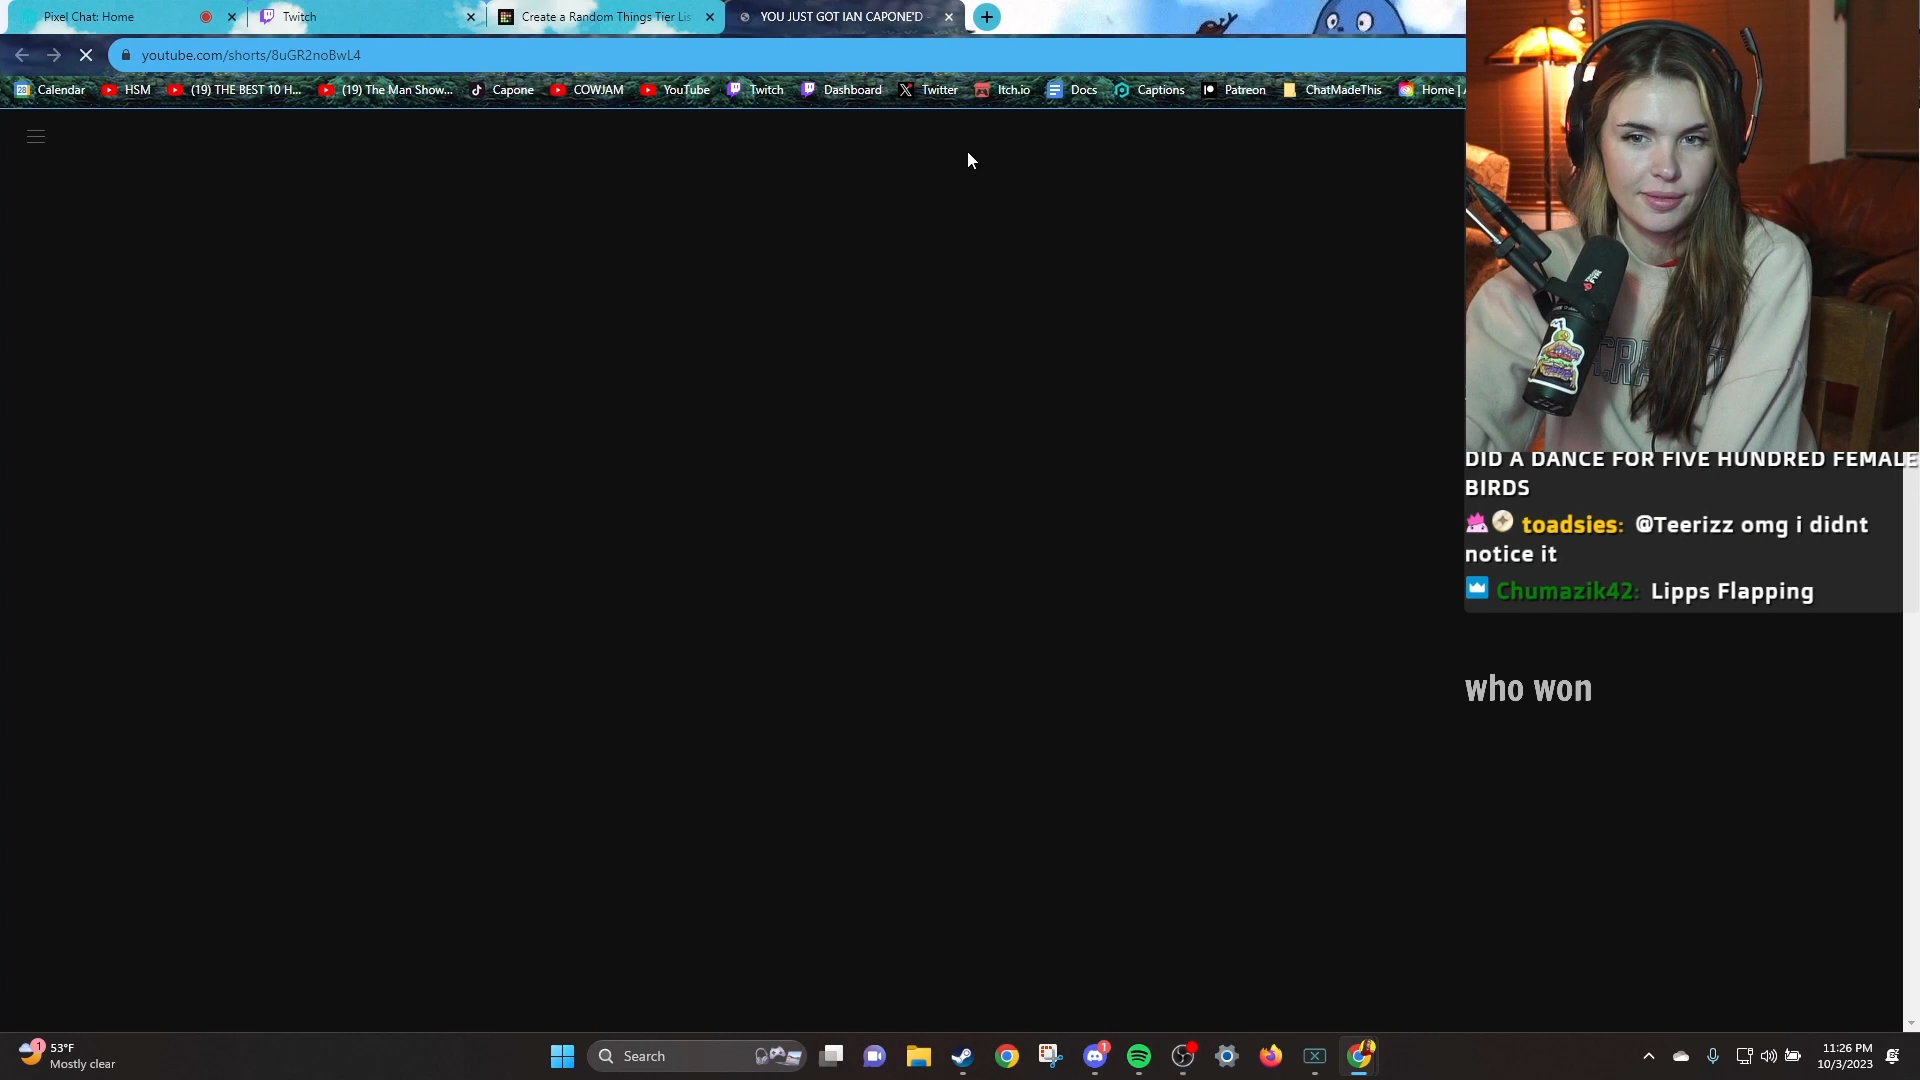 Pixel Chat: Home
Twitch
Create a Random Things Tier Lis
YOU JUST GOT IAN CAPONE'D
youtube.com/shorts/8uGR2noBwL4
28 Calendar HSM (19) THE BEST 10 H... (19) The Man Show... Capone COWJAM YouTube Twitch Dashboard Twitter Itch.io Docs Captions Patreon ChatMadeThis Home |
DID A DANCE FOR FIVE HUNDRED FEMALE
BIRDS
toadsies: @Teerizz omg i didnt
notice it
Chumazik42: Lipps Flapping
who won
1 53°F
Mostly clear
Search
1
11:26 PM
10/3/2023